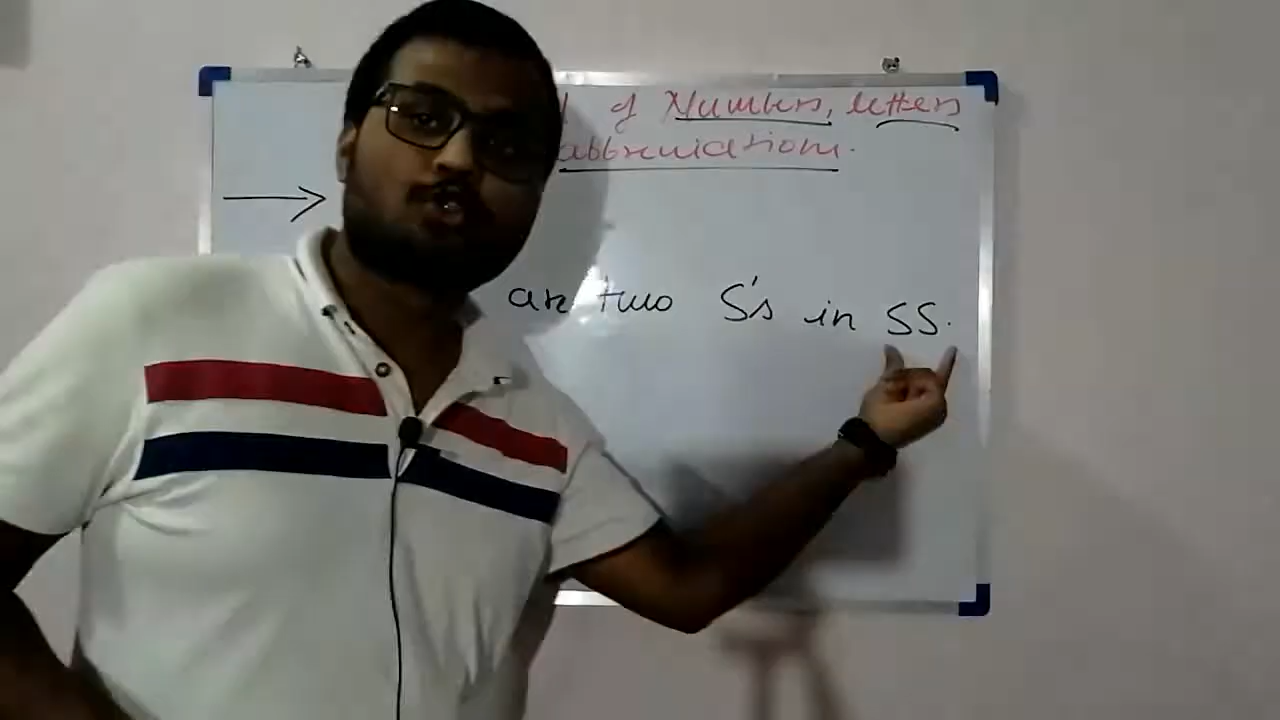 of Numbers, letters
abbreviations.
are two S's in SS.